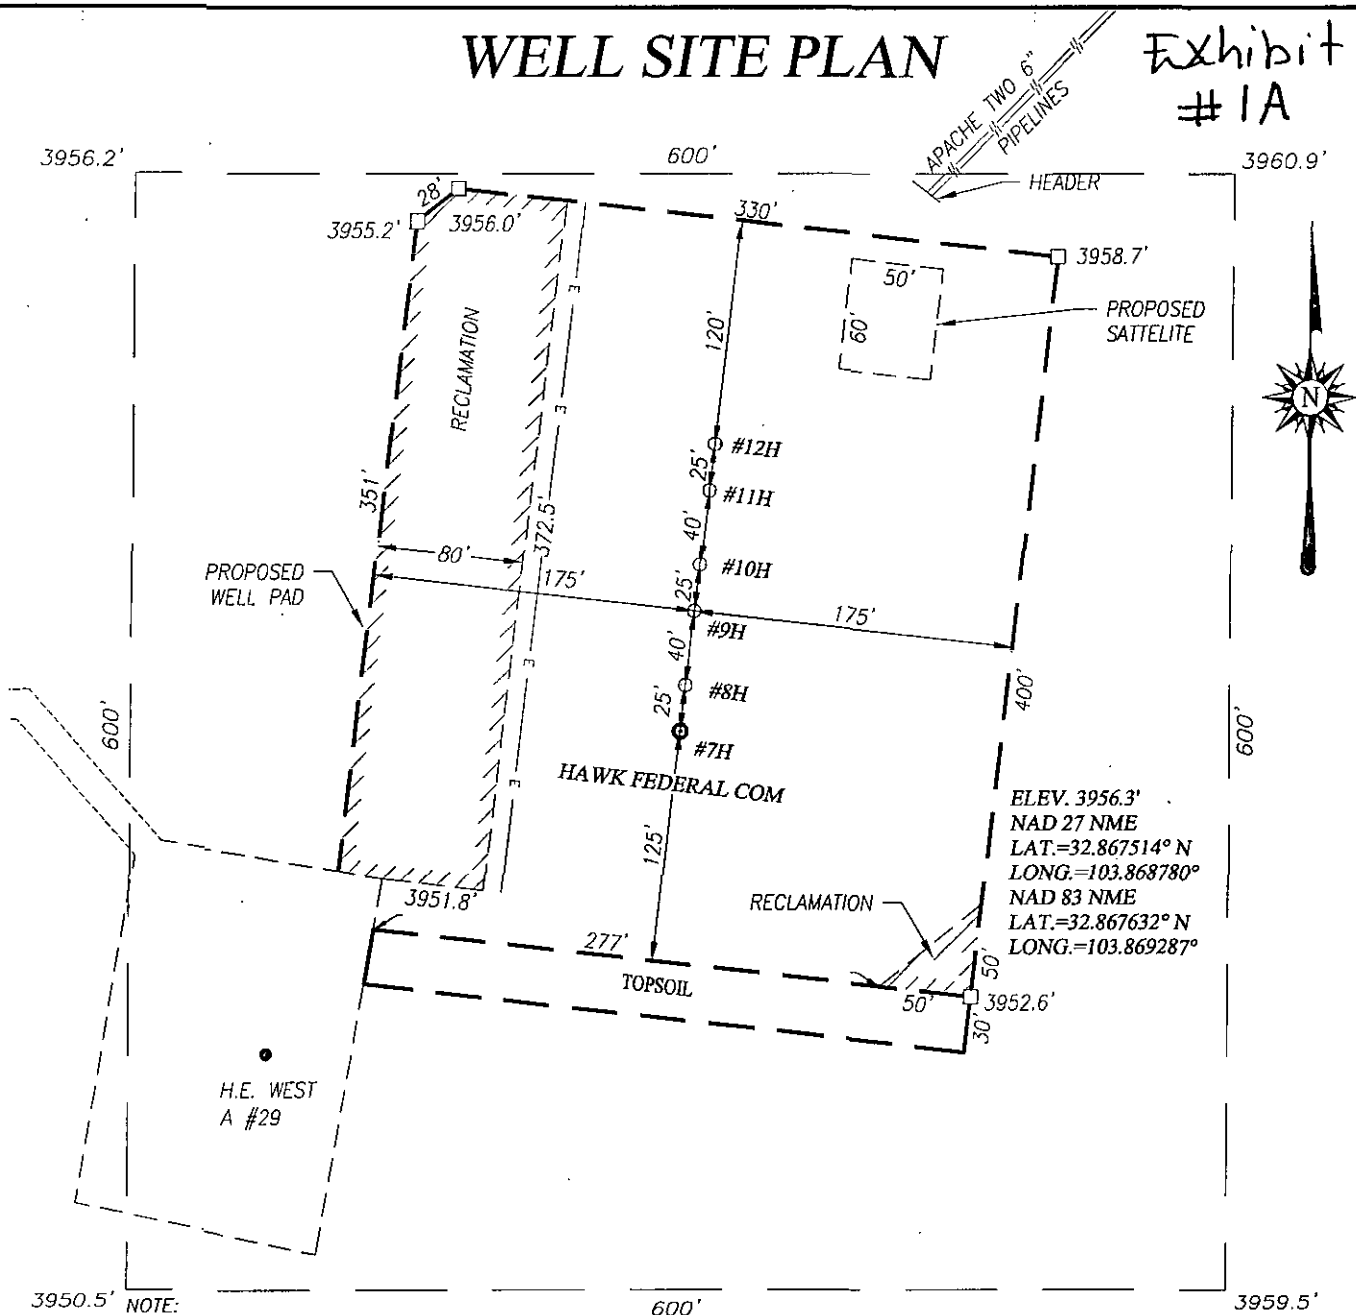 WELL SITE PLAN
Exhibit
#1A
APACHE TWO 6"
PIPELINES
HEADER
3956.2'
600'
3960.9'
28'
3955.2'
3956.0'
330'
3958.7'
50'
60'
PROPOSED
SATTELITE
RECLAMATION
120'
E
E
E
E
N
#12H
25'
#11H
40'
#10H
25'
#9H
40'
#8H
25'
#7H
351'
372.5'
80'
175'
175'
PROPOSED
WELL PAD
400'
600'
600'
HAWK FEDERAL COM
125'
ELEV. 3956.3'
NAD 27 NME
LAT.=32.867514° N
LONG.=103.868780°
NAD 83 NME
LAT.=32.867632° N
LONG.=103.869287°
RECLAMATION
3951.8'
277'
TOPSOIL
50'
50'
3952.6'
30'
H.E. WEST
A #29
3950.5'
NOTE:
600'
3959.5'